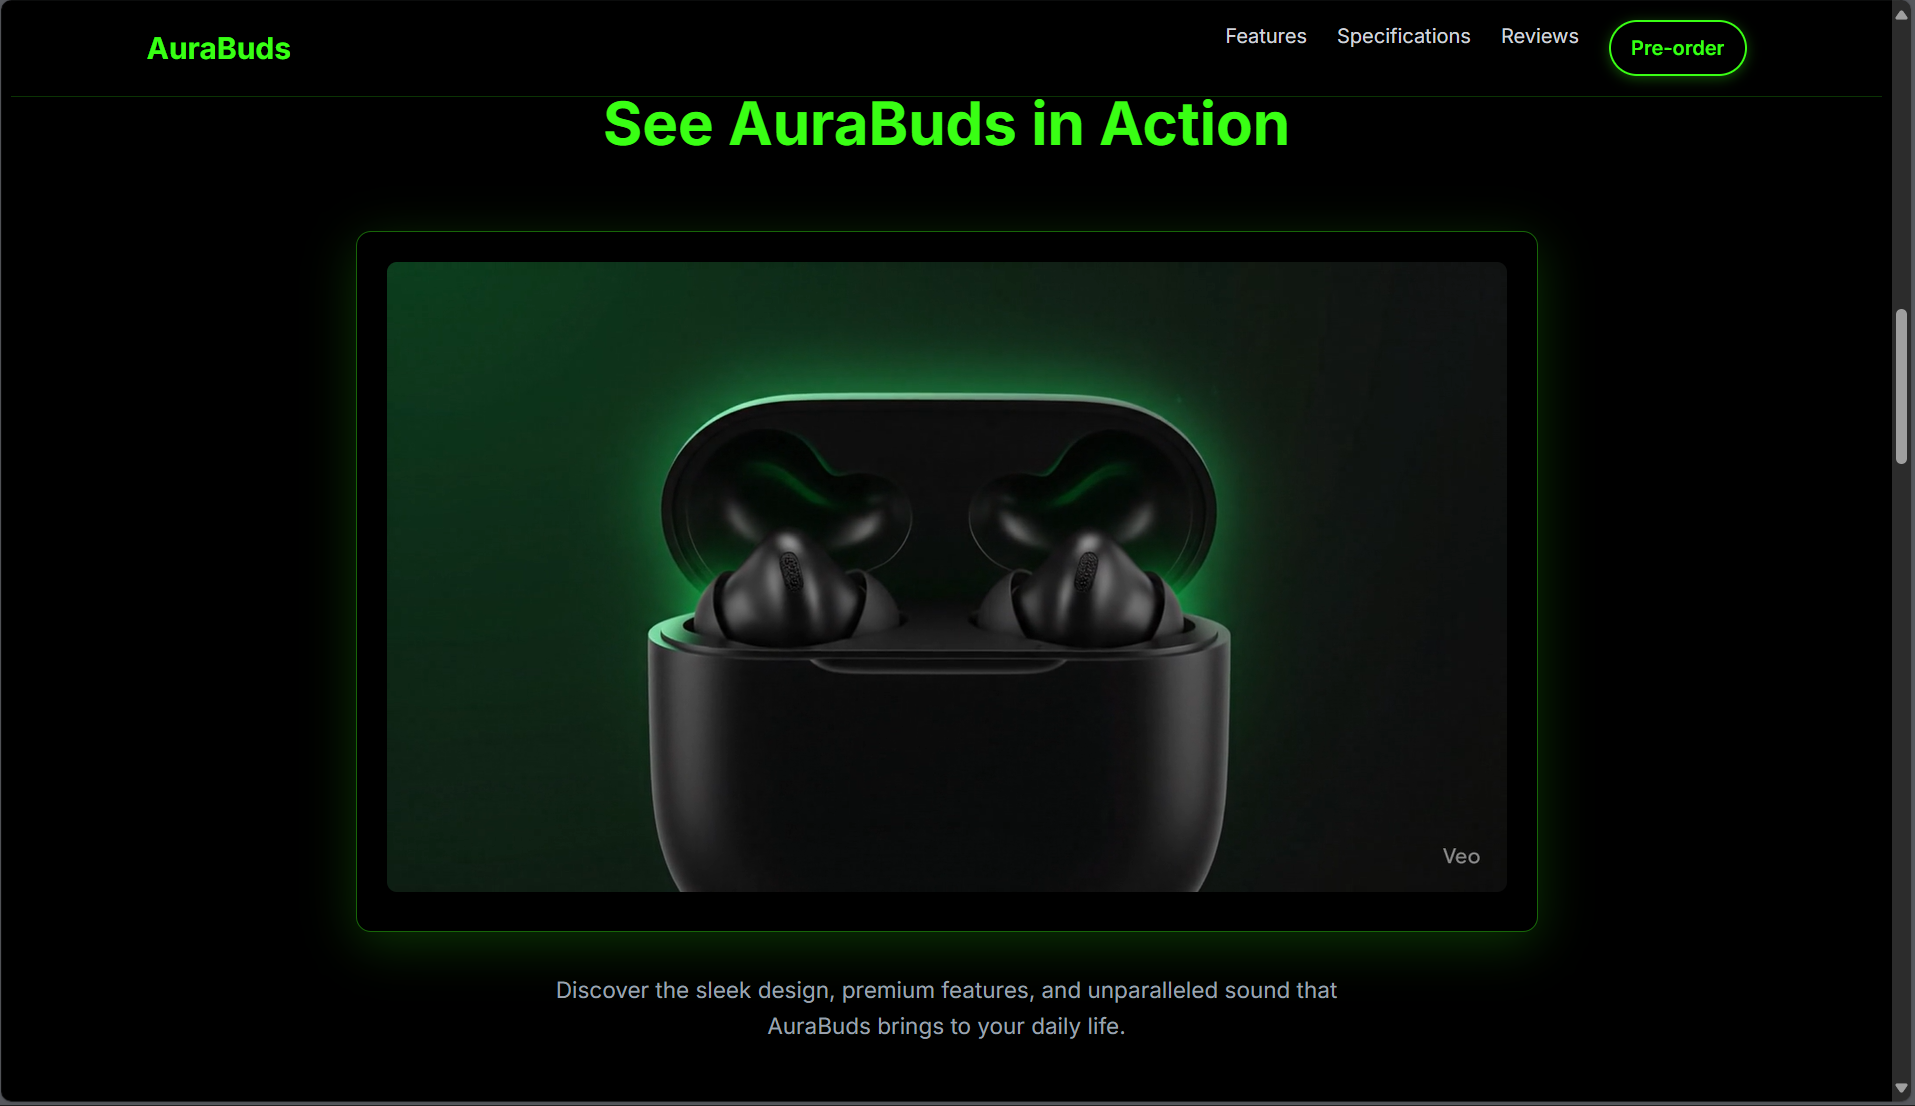 AuraBuds
Features
Specifications
Reviews
Pre-order
See AuraBuds in Action
Veo
Discover the sleek design, premium features, and unparalleled sound that
AuraBuds brings to your daily life.